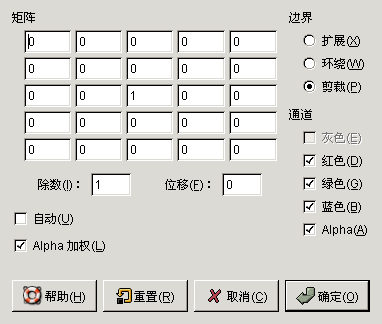 矩阵
0 0 0 0 0
0 0 0 0 0
0 0 1 0 0
0 0 0 0 0
0 0 0 0 0
除数(I)： 1 位移(F)： 0
自动(U)
Alpha 加权(L)
边界
扩展(X)
环绕(W)
剪裁(P)
通道
灰色(E)
红色(D)
绿色(G)
蓝色(B)
Alpha(A)
帮助(H) 重置(R) 取消(C) 确定(O)